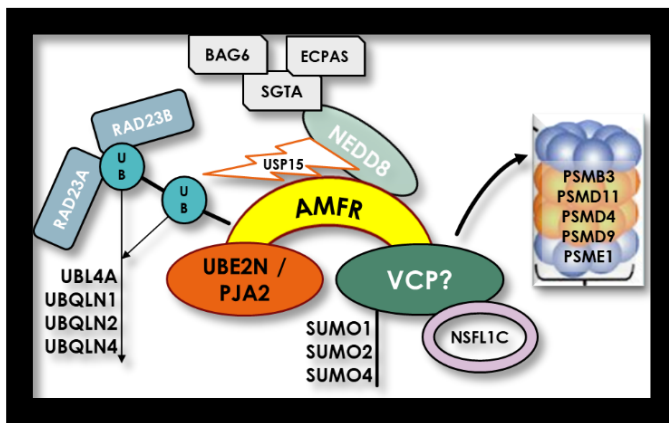 BAG6
ECPAS
SGTA
RAD23B
NEDD8
USP15
U
B
RAD23A
U
B
AMFR
PSMB3
PSMD11
PSMD4
PSMD9
PSME1
UBE2N /
PJA2
VCP?
UBL4A
UBQLN1
UBQLN2
UBQLN4
SUMO1
SUMO2
SUMO4
NSFL1C